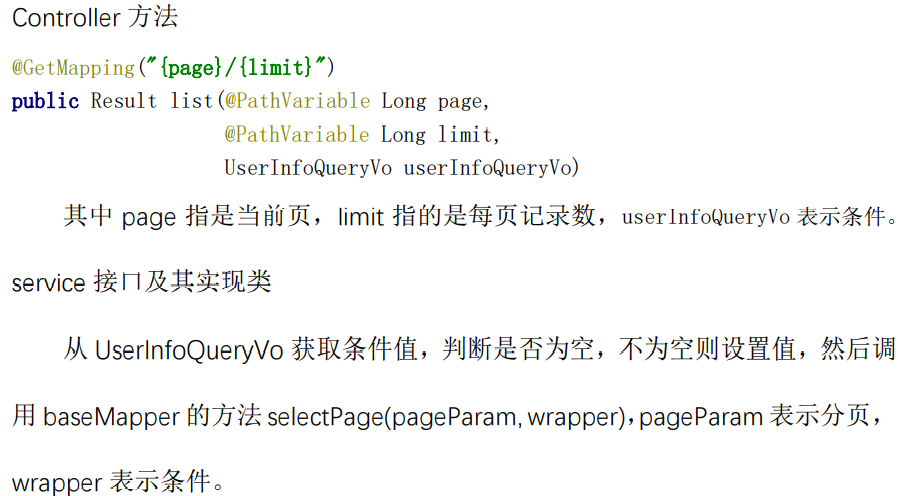 Controller 方法
@GetMapping("{page}/{limit}")
public Result list(@PathVariable Long page,
@PathVariable Long limit,
UserInfoQueryVo userInfoQueryVo)
其中 page 指是当前页，limit 指的是每页记录数，userInfoQueryVo 表示条件。
service 接口及其实现类
从 UserInfoQueryVo 获取条件值，判断是否为空，不为空则设置值，然后调
用 baseMapper 的方法 selectPage(pageParam, wrapper)，pageParam 表示分页，
wrapper 表示条件。